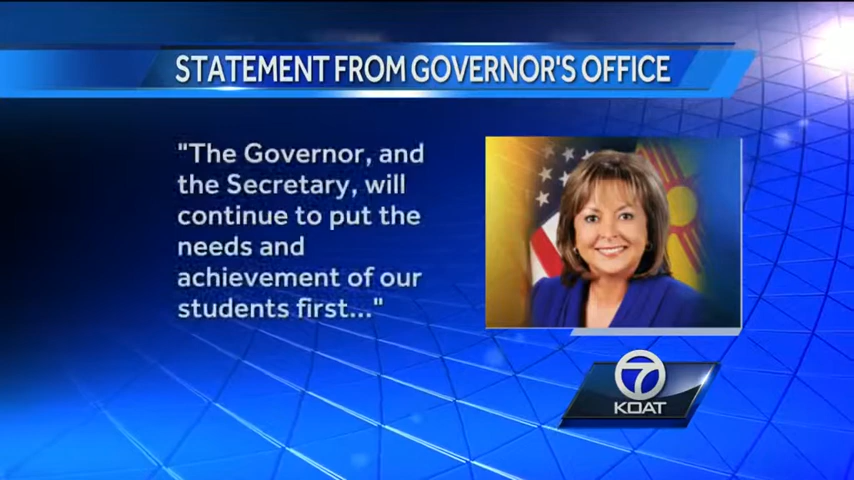 STATEMENT FROM GOVERNOR'S OFFICE
"The Governor, and
the Secretary, will
continue to put the
needs and
achievement of our
students first..."
7
KOAT